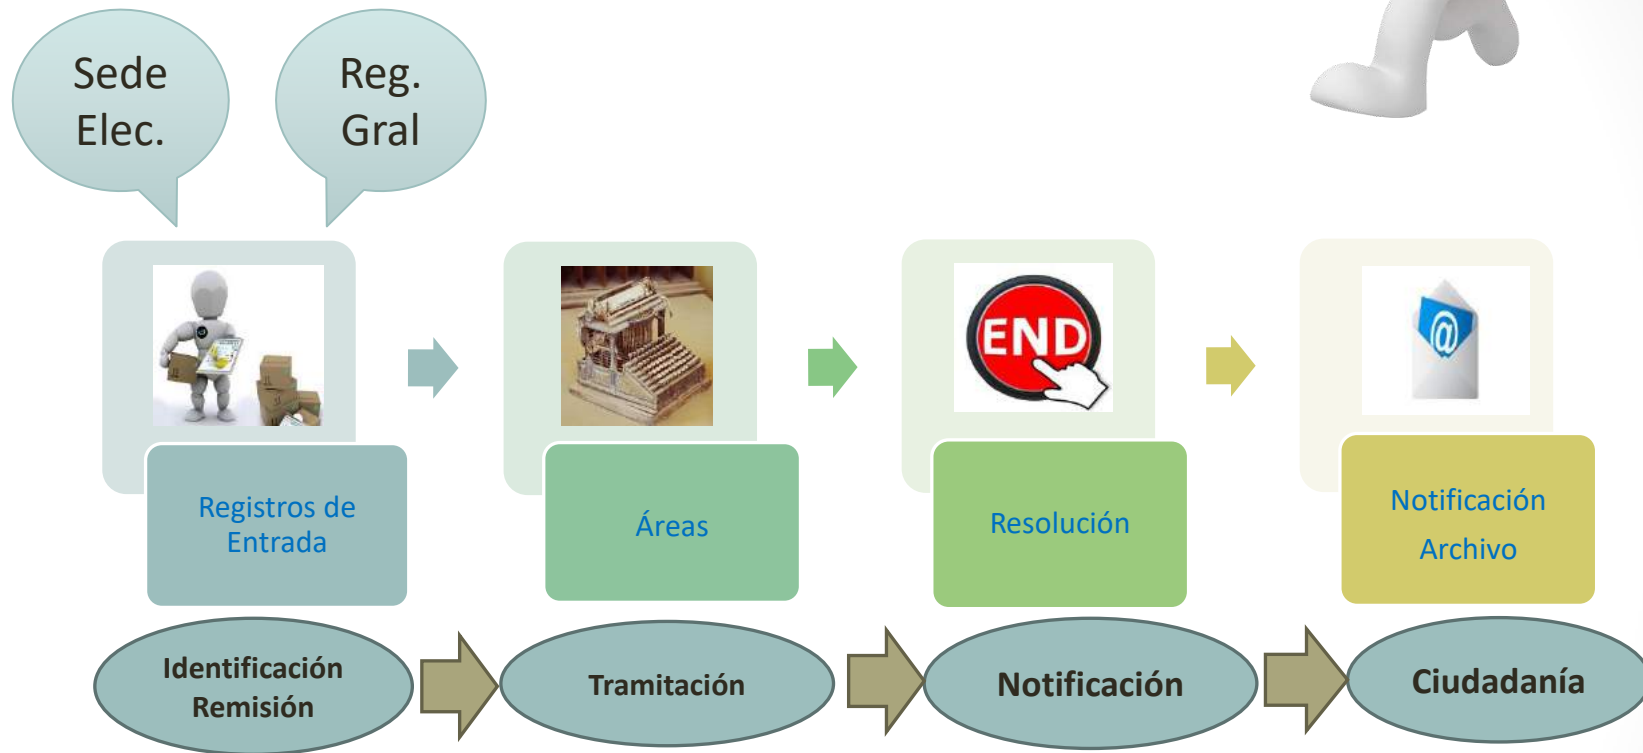 Sede
Elec.
Reg.
Gral
END
@
Registros de
Entrada
Áreas
Resolución
Notificación
Archivo
Identificación
Remisión
Tramitación
Notificación
Ciudadanía